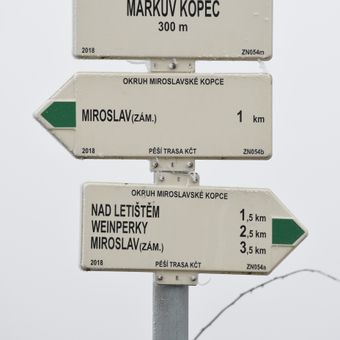 MARKŮV KOPEC
300 m
2018 ZN054m
OKRUH MIROSLAVSKÉ KOPCE
MIROSLAV(ZÁM.) 1 km
2018 PĚŠÍ TRASA KČT ZN054b
OKRUH MIROSLAVSKÉ KOPCE
NAD LETIŠTĚM 1,5 km
WEINPERKY 2,5 km
MIROSLAV(ZÁM.) 3,5 km
2018 PĚŠÍ TRASA KČT ZN054a